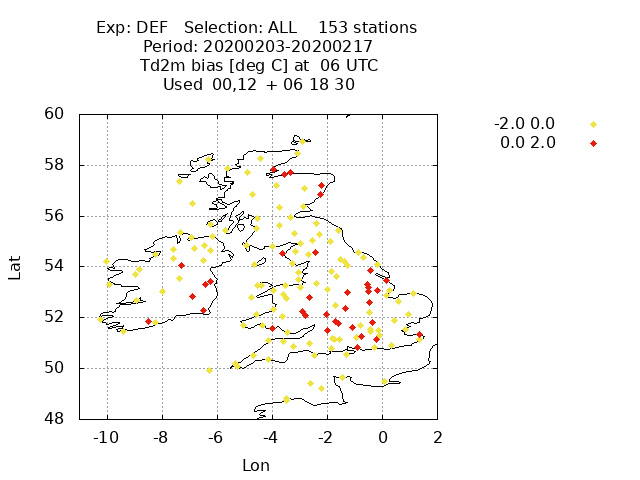 Exp: DEF   Selection: ALL    153 stations
Period: 20200203-20200217
Td2m bias [deg C] at  06 UTC
Used  00,12  + 06 18 30
-2.0 0.0
0.0 2.0
60
58
56
54
52
50
48
Lat
-10 -8 -6 -4 -2 0 2
Lon